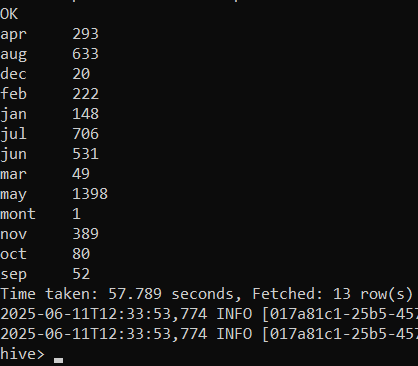 OK
apr     293
aug     633
dec     20
feb     222
jan     148
jul     706
jun     531
mar     49
may     1398
mont    1
nov     389
oct     80
sep     52
Time taken: 57.789 seconds, Fetched: 13 row(s)
2025-06-11T12:33:53,774 INFO [017a81c1-25b5-457
2025-06-11T12:33:53,774 INFO [017a81c1-25b5-457
hive>